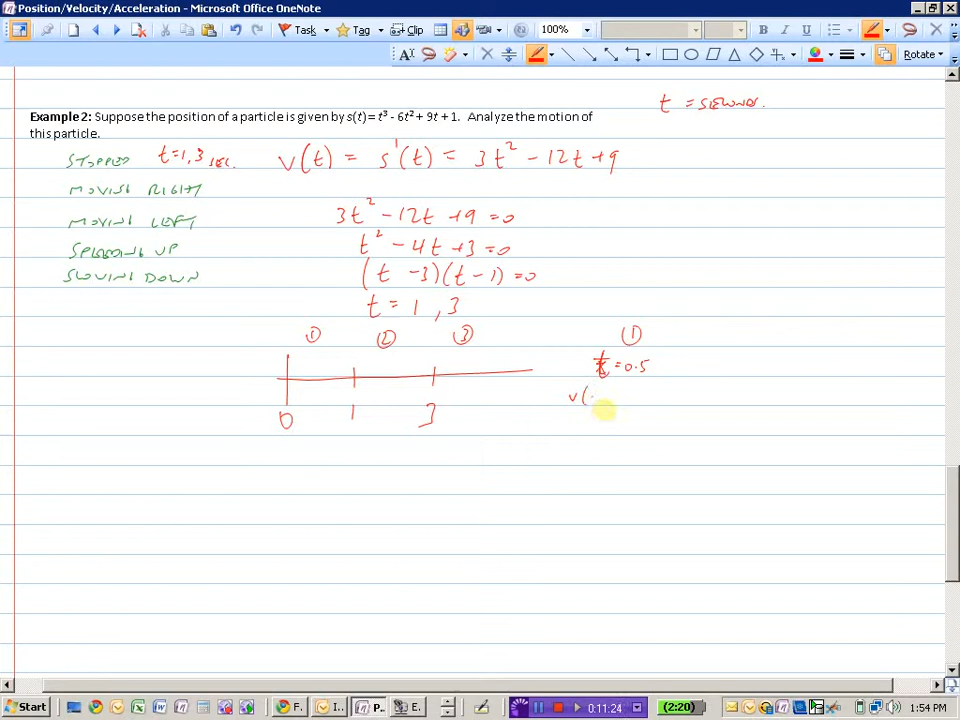 Position/Velocity/Acceleration - Microsoft Office OneNote
Task
Tag
Clip
100%
B I U
Rotate
t = seconds.
Example 2: Suppose the position of a particle is given by s(t)= t³ - 6t² + 9t + 1. Analyze the motion of
this particle.
STOPPED t=1,3 sec.
v(t) = s'(t) = 3t² - 12t + 9
MOVING RIGHT
MOVING LEFT
3t² - 12t + 9 = 0
SPEEDING UP
t² - 4t + 3 = 0
SLOWING DOWN
(t - 3)(t - 1) = 0
t = 1, 3
① ② ③ ①
t = 0.5
v(.
0 1 3
Start
F.
I...
P..
E.
0:11:24
(2:20)
1:54 PM